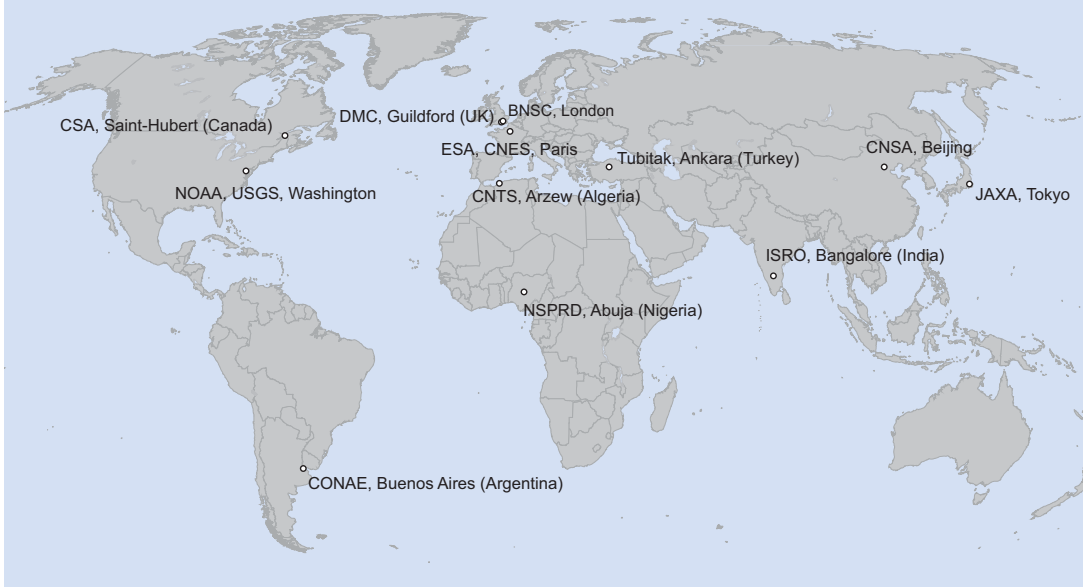 BNSC, London
DMC, Guildford (UK)
CSA, Saint-Hubert (Canada)
ESA, CNES, Paris
CNSA, Beijing
Tubitak, Ankara (Turkey)
NOAA, USGS, Washington
CNTS, Arzew (Algeria)
JAXA, Tokyo
ISRO, Bangalore (India)
NSPRD, Abuja (Nigeria)
CONAE, Buenos Aires (Argentina)